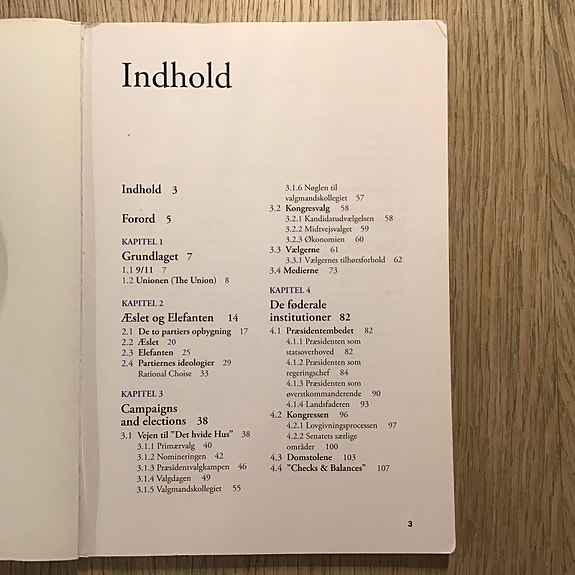 Indhold
Indhold 3
Forord 5
KAPITEL 1
Grundlaget 7
1.1 9/11 7
1.2 Unionen (The Union) 8
KAPITEL 2
Æslet og Elefanten 14
2.1 De to partiers opbygning 17
2.2 Æslet 20
2.3 Elefanten 25
2.4 Partiernes ideologier 29
Rational Choise 33
KAPITEL 3
Campaigns
and elections 38
3.1 Vejen til "Det hvide Hus" 38
3.1.1 Primærvalg 40
3.1.2 Nomineringen 42
3.1.3 Præsidentvalgkampen 46
3.1.4 Valgdagen 49
3.1.5 Valgmandskollegiet 55
3.1.6 Nøglen til
valgmandskollegiet 57
3.2 Kongresvalg 58
3.2.1 Kandidatudvælgelsen 58
3.2.2 Midtvejsvalget 59
3.2.3 Økonomien 60
3.3 Vælgerne 61
3.3.1 Vælgernes tilhørsforhold 62
3.4 Medierne 73
KAPITEL 4
De føderale
institutioner 82
4.1 Præsidentembedet 82
4.1.1 Præsidenten som
statsoverhoved 82
4.1.2 Præsidenten som
regeringschef 84
4.1.3 Præsidenten som
øverstkommanderende 90
4.1.4 Landsfaderen 93
4.2 Kongressen 96
4.2.1 Lovgivningsprocessen 97
4.2.2 Senatets særlige
områder 100
4.3 Domstolene 103
4.4 "Checks & Balances" 107
3